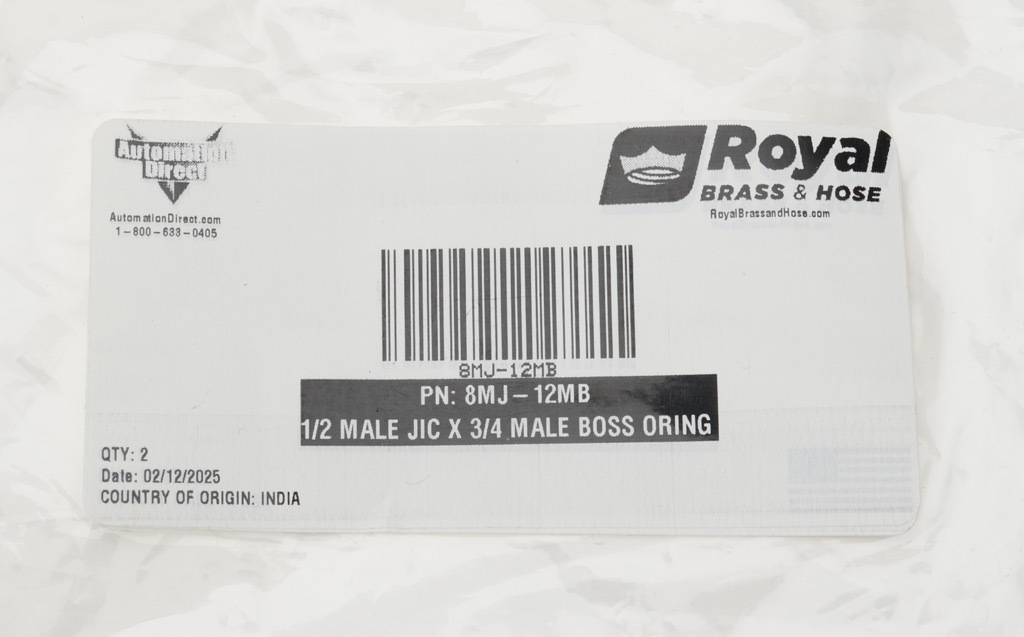 Automation
Direct
AutomationDirect.com
1-800-633-0405
Royal
BRASS & HOSE
RoyalBrassandHose.com
8MJ-12MB
PN: 8MJ-12MB
1/2 MALE JIC X 3/4 MALE BOSS ORING
QTY: 2
Date: 02/12/2025
COUNTRY OF ORIGIN: INDIA